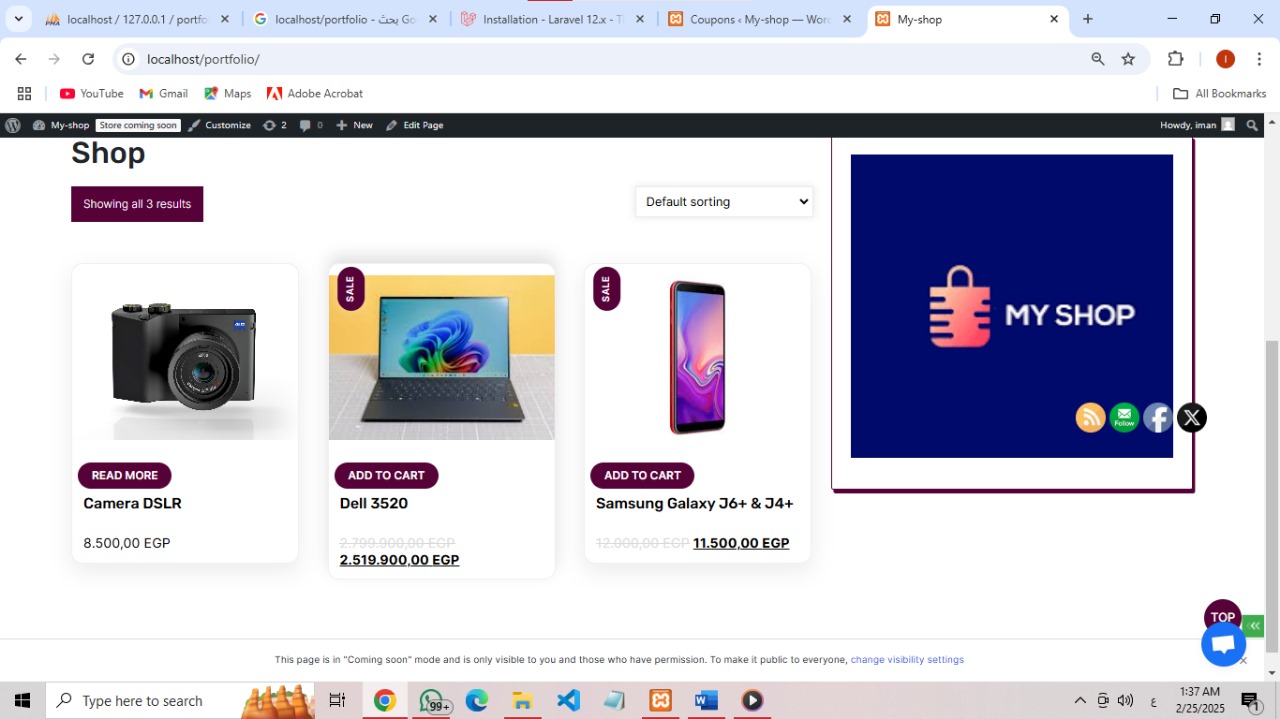 localhost / 127.0.0.1 / portfo
localhost/portfolio - بحث Go
Installation - Laravel 12.x - Th
Coupons ‹ My-shop — Word
My-shop
localhost/portfolio/
YouTube
Gmail
Maps
Adobe Acrobat
All Bookmarks
My-shop
Store coming soon
Customize
2
0
New
Edit Page
Howdy, iman
Shop
Showing all 3 results
Default sorting
SALE
SALE
MY SHOP
Follow
READ MORE
ADD TO CART
ADD TO CART
Camera DSLR
Dell 3520
Samsung Galaxy J6+ & J4+
8.500,00 EGP
2.799.900,00 EGP
2.519.900,00 EGP
12.000,00 EGP 11.500,00 EGP
TOP
This page is in "Coming soon" mode and is only visible to you and those who have permission. To make it public to everyone, change visibility settings
Type here to search
99+
ع
1:37 AM
2/25/2025
1